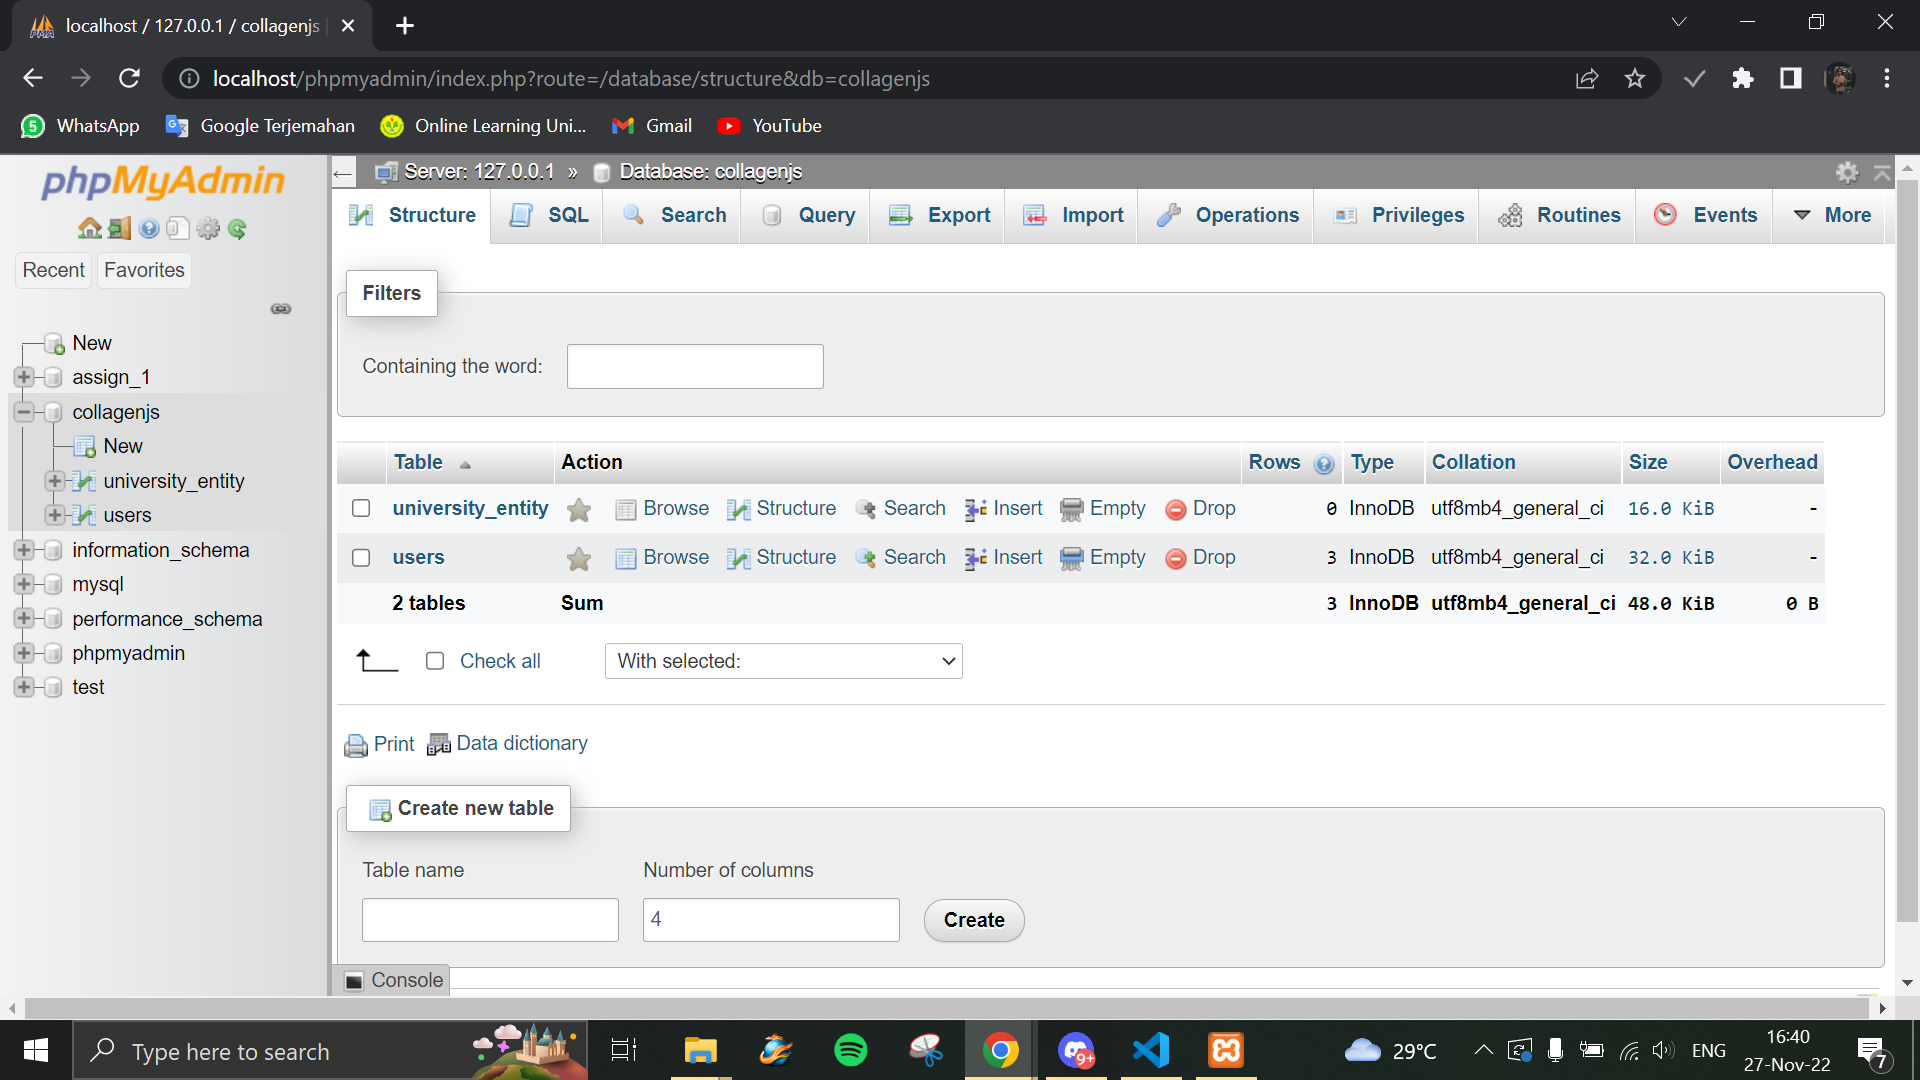 localhost / 127.0.0.1 / collagenjs
localhost/phpmyadmin/index.php?route=/database/structure&db=collagenjs
5 WhatsApp Google Terjemahan Online Learning Uni... Gmail YouTube
phpMyAdmin
Recent Favorites
New
assign_1
collagenjs
New
university_entity
users
information_schema
mysql
performance_schema
phpmyadmin
test
Server: 127.0.0.1 » Database: collagenjs
Structure SQL Search Query Export Import Operations Privileges Routines Events More
Filters
Containing the word:
Table Action Rows Type Collation Size Overhead
university_entity Browse Structure Search Insert Empty Drop 0 InnoDB utf8mb4_general_ci 16.0 KiB -
users Browse Structure Search Insert Empty Drop 3 InnoDB utf8mb4_general_ci 32.0 KiB -
2 tables Sum 3 InnoDB utf8mb4_general_ci 48.0 KiB 0 B
Check all With selected:
Print Data dictionary
Create new table
Table name Number of columns
4 Create
Console
Type here to search 9+ 29°C ENG 16:40
27-Nov-22 7